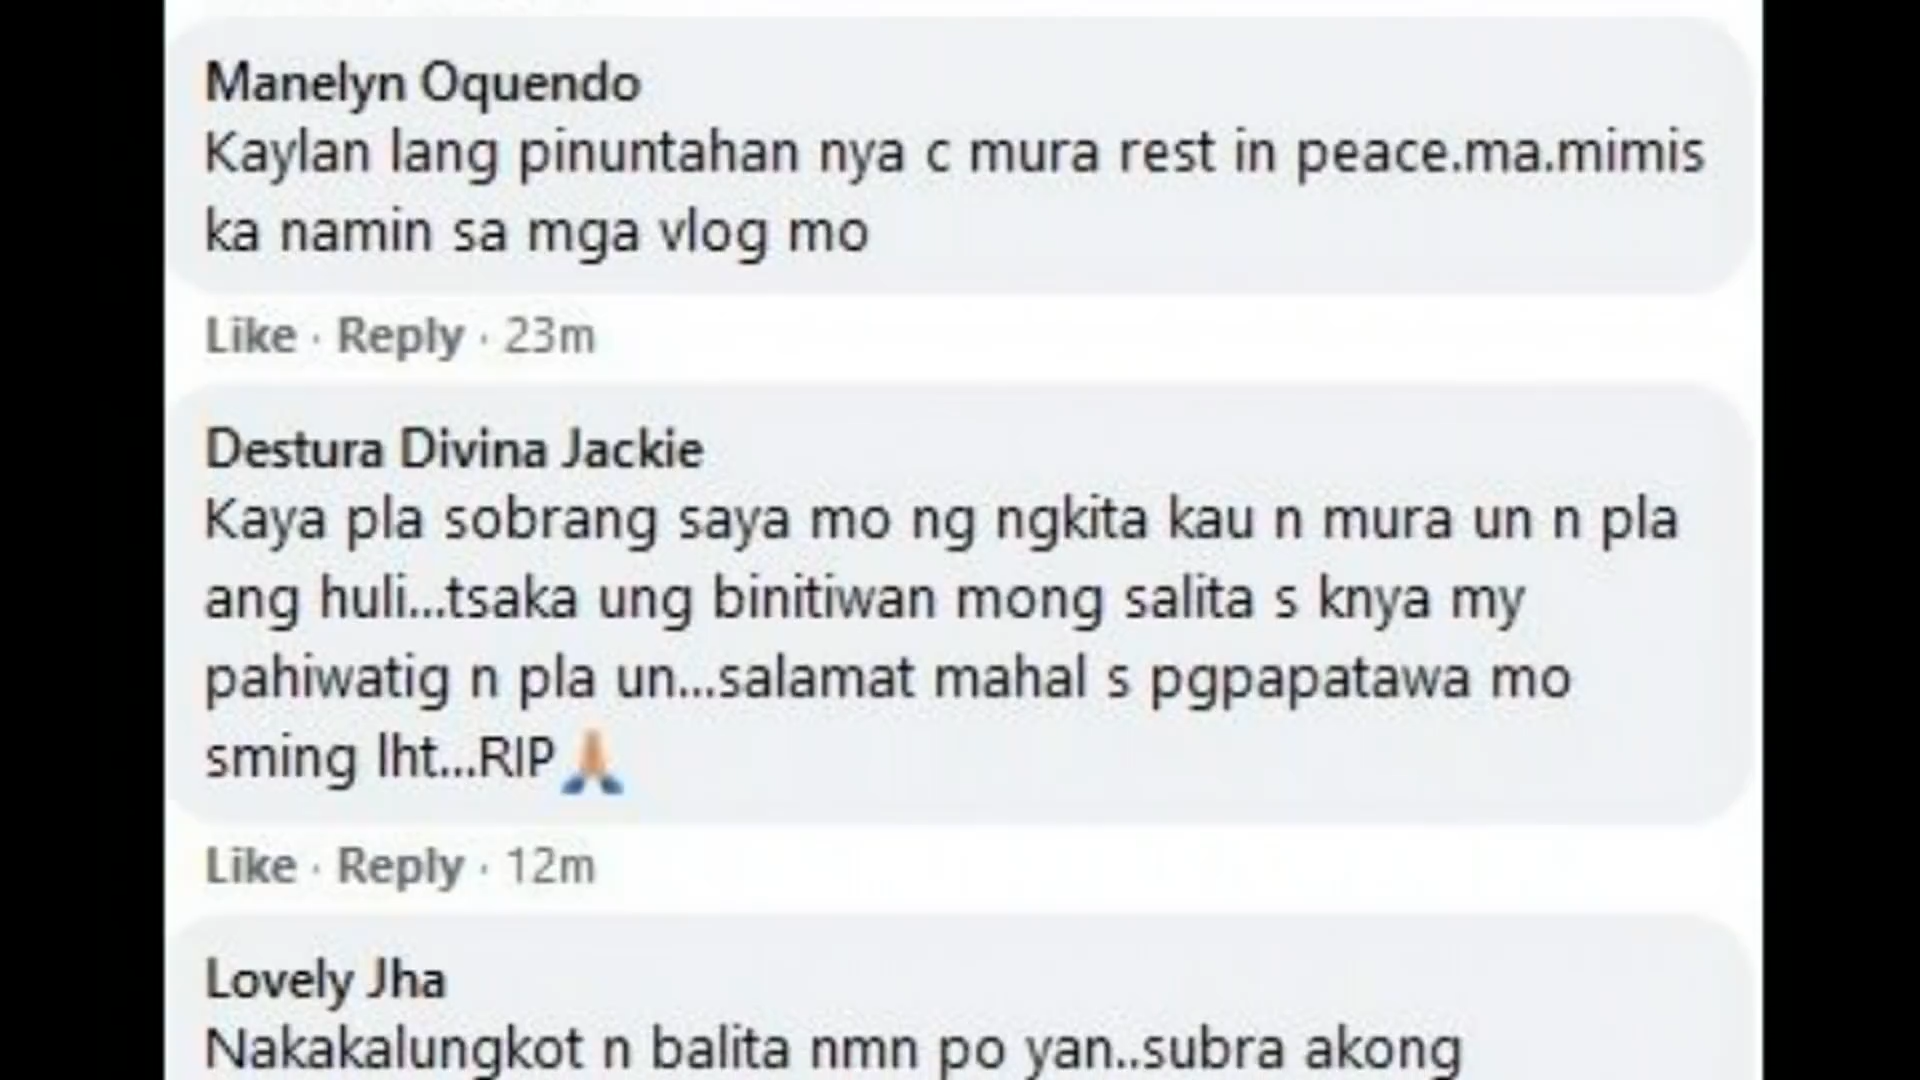 Manelyn Oquendo
Kaylan lang pinuntahan nya c mura rest in peace.ma.mimis
ka namin sa mga vlog mo
Like · Reply · 23m
Destura Divina Jackie
Kaya pla sobrang saya mo ng ngkita kau n mura un n pla
ang huli...tsaka ung binitiwan mong salita s knya my
pahiwatig n pla un...salamat mahal s pgpapatawa mo
sming lht...RIP🙏🏼
Like · Reply · 12m
Lovely Jha
Nakakalungkot n balita nmn po yan..subra akong